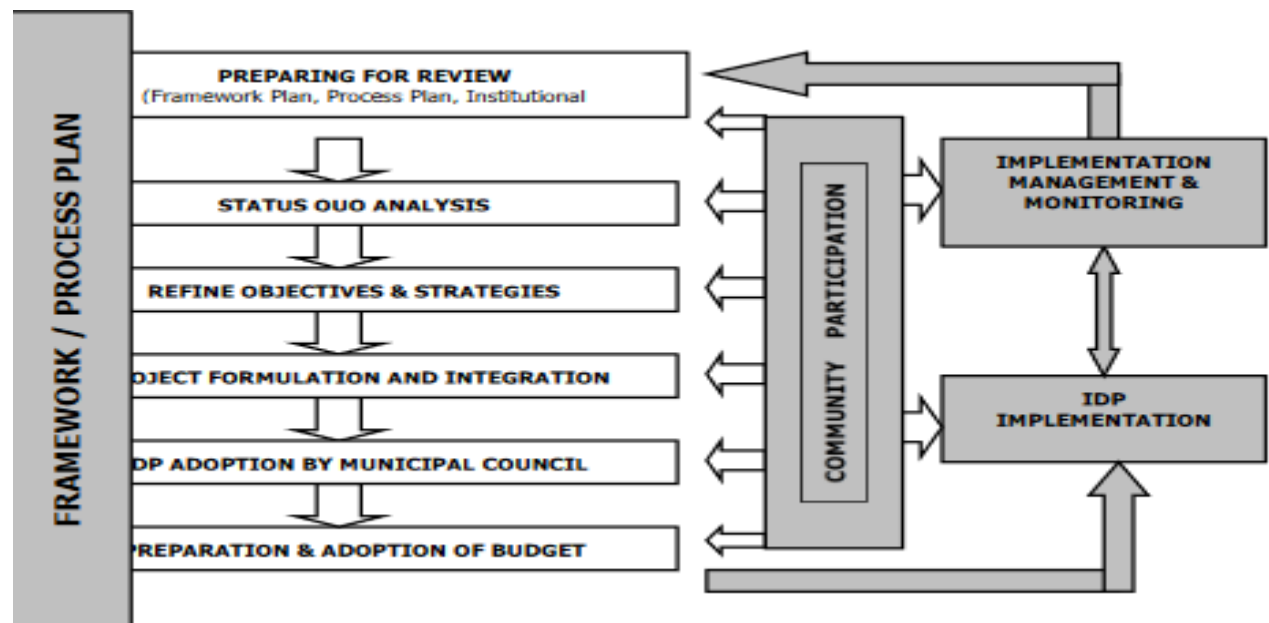 FRAMEWORK / PROCESS PLAN
PREPARING FOR REVIEW
(Framework Plan, Process Plan, Institutional
STATUS OUO ANALYSIS
REFINE OBJECTIVES & STRATEGIES
OJECT FORMULATION AND INTEGRATION
DP ADOPTION BY MUNICIPAL COUNCIL
PREPARATION & ADOPTION OF BUDGET
COMMUNITY PARTICIPATION
IMPLEMENTATION
MANAGEMENT &
MONITORING
IDP
IMPLEMENTATION